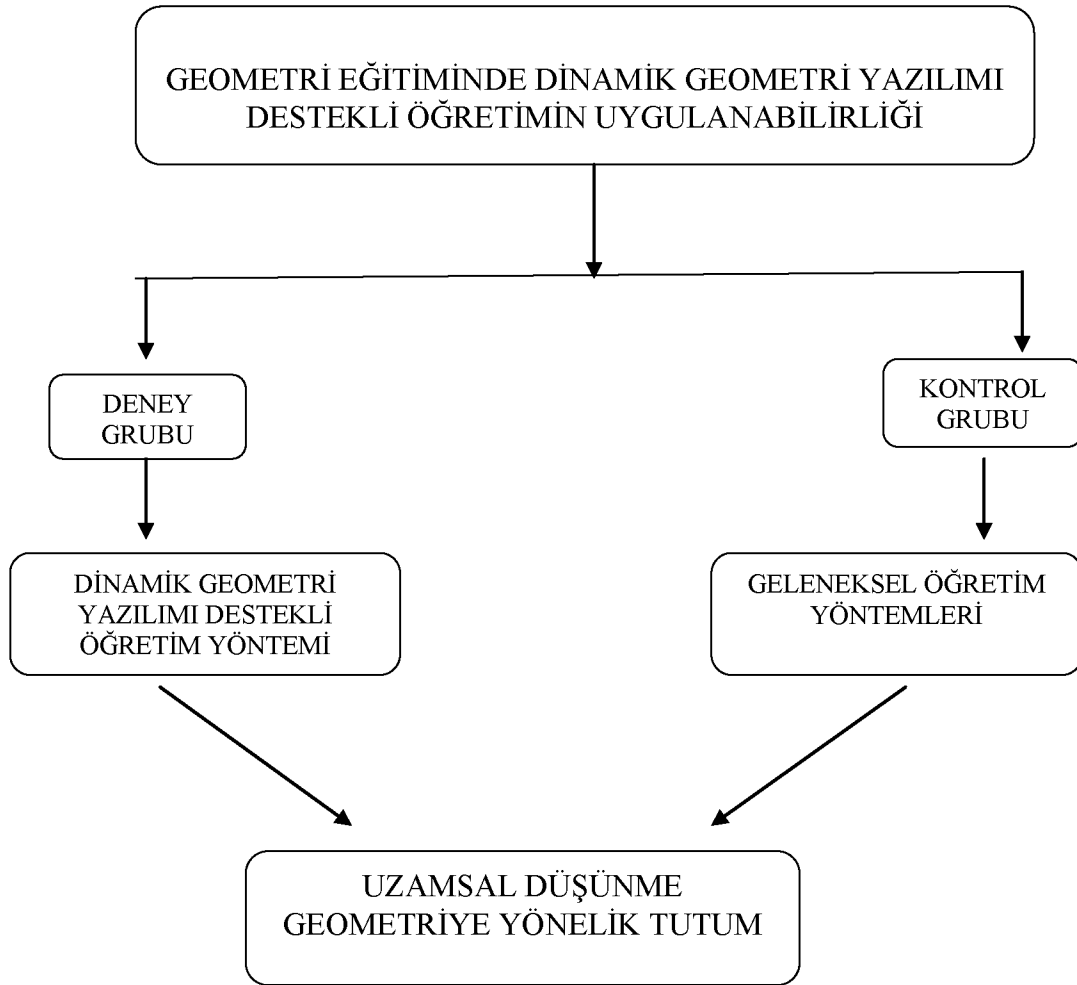 GEOMETRİ EĞİTİMİNDE DİNAMİK GEOMETRİ YAZILIMI
DESTEKLİ ÖĞRETİMİN UYGULANABİLİRLİĞİ
DENEY
GRUBU
KONTROL
GRUBU
DİNAMİK GEOMETRİ
YAZILIMI DESTEKLİ
ÖĞRETİM YÖNTEMİ
GELENEKSEL ÖĞRETİM
YÖNTEMLERİ
UZAMSAL DÜŞÜNME
GEOMETRİYE YÖNELİK TUTUM